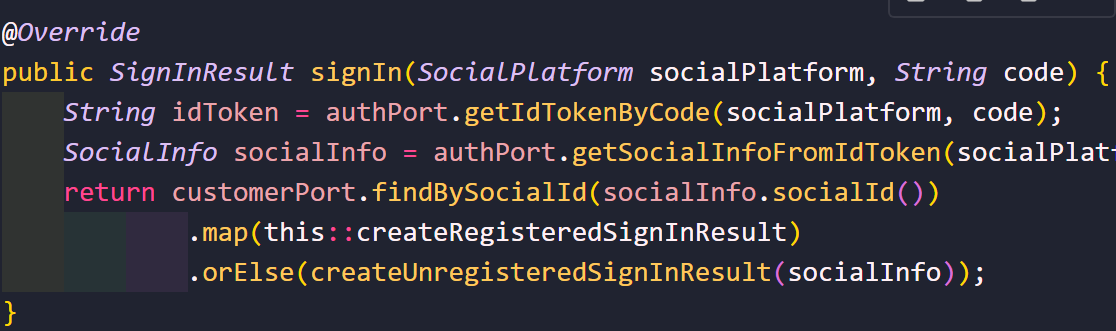 @Override
public SignInResult signIn(SocialPlatform socialPlatform, String code) {
    String idToken = authPort.getIdTokenByCode(socialPlatform, code);
    SocialInfo socialInfo = authPort.getSocialInfoFromIdToken(socialPlat
    return customerPort.findBySocialId(socialInfo.socialId())
            .map(this::createRegisteredSignInResult)
            .orElse(createUnregisteredSignInResult(socialInfo));
}